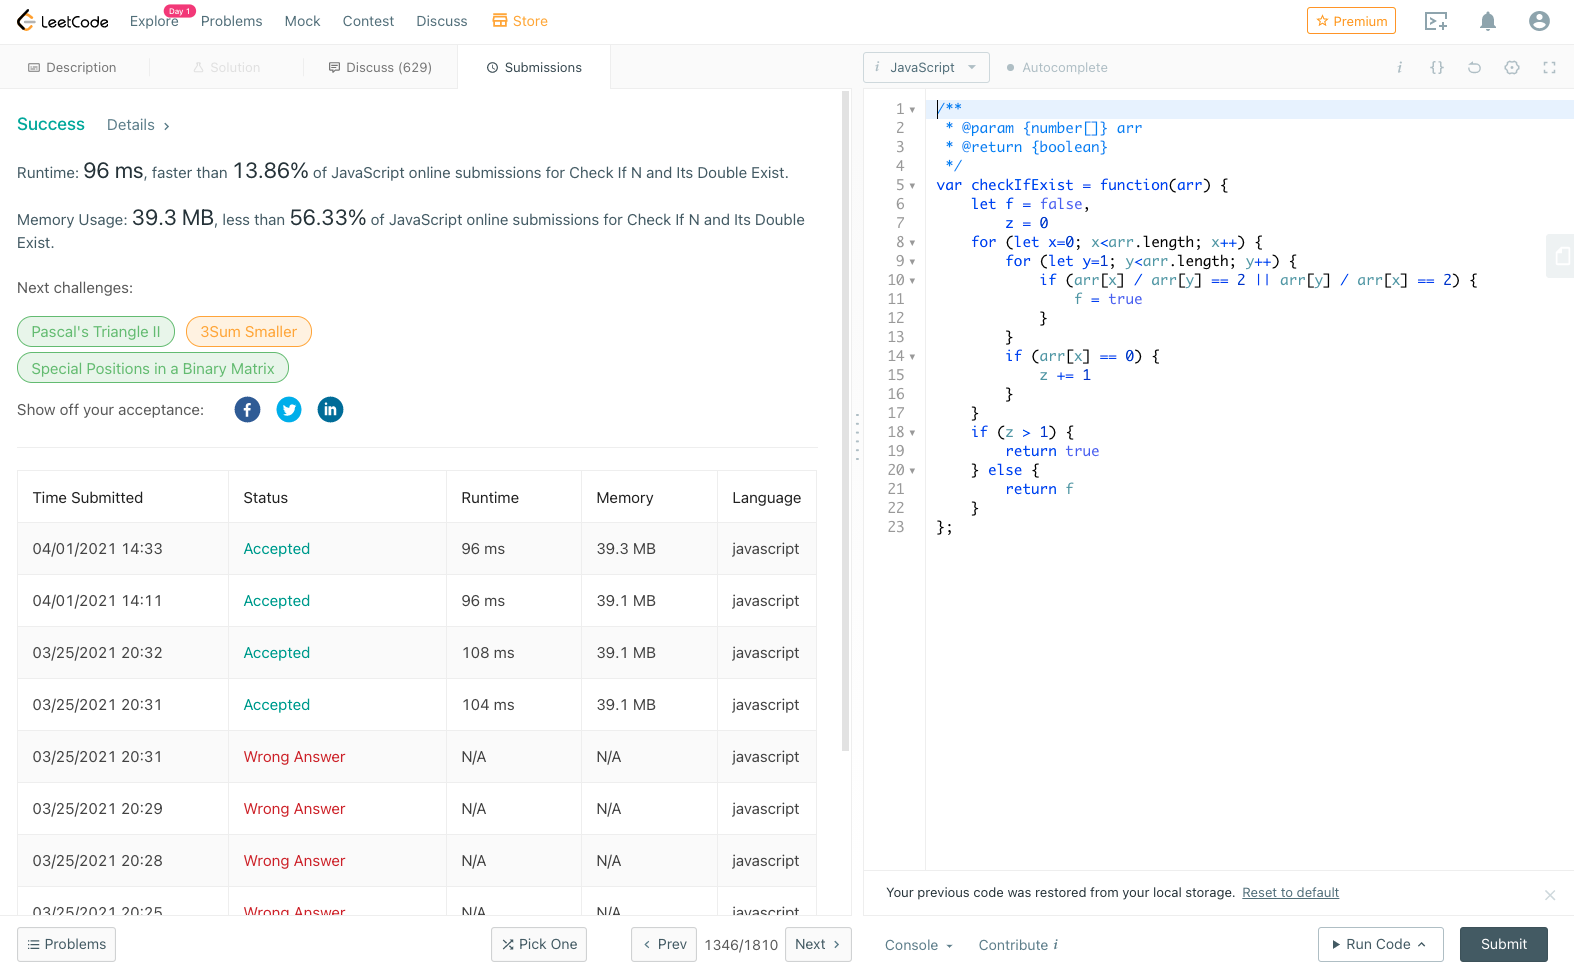 LeetCode Explore Day 1 Problems Mock Contest Discuss Store Premium
Description Solution Discuss (629) Submissions
Success Details >
Runtime: 96 ms, faster than 13.86% of JavaScript online submissions for Check If N and Its Double Exist.
Memory Usage: 39.3 MB, less than 56.33% of JavaScript online submissions for Check If N and Its Double
Exist.
Next challenges:
Pascal's Triangle II 3Sum Smaller
Special Positions in a Binary Matrix
Show off your acceptance:
Time Submitted Status Runtime Memory Language
04/01/2021 14:33 Accepted 96 ms 39.3 MB javascript
04/01/2021 14:11 Accepted 96 ms 39.1 MB javascript
03/25/2021 20:32 Accepted 108 ms 39.1 MB javascript
03/25/2021 20:31 Accepted 104 ms 39.1 MB javascript
03/25/2021 20:31 Wrong Answer N/A N/A javascript
03/25/2021 20:29 Wrong Answer N/A N/A javascript
03/25/2021 20:28 Wrong Answer N/A N/A javascript
03/25/2021 20:25 Wrong Answer N/A N/A javascript
Problems Pick One < Prev 1346/1810 Next >
i JavaScript Autocomplete i {}
1 /**
2  * @param {number[]} arr
3  * @return {boolean}
4  */
5 var checkIfExist = function(arr) {
6     let f = false,
7         z = 0
8     for (let x=0; x<arr.length; x++) {
9         for (let y=1; y<arr.length; y++) {
10             if (arr[x] / arr[y] == 2 || arr[y] / arr[x] == 2) {
11                 f = true
12             }
13         }
14         if (arr[x] == 0) {
15             z += 1
16         }
17     }
18     if (z > 1) {
19         return true
20     } else {
21         return f
22     }
23 };
Your previous code was restored from your local storage. Reset to default
Console Contribute i Run Code Submit